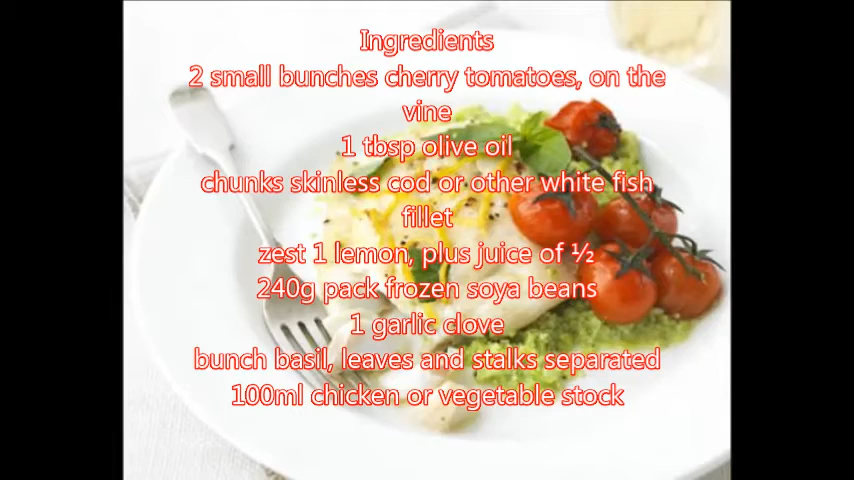 Ingredients
2 small bunches cherry tomatoes, on the
vine
1 tbsp olive oil
chunks skinless cod or other white fish
fillet
zest 1 lemon, plus juice of ½
240g pack frozen soya beans
1 garlic clove
bunch basil, leaves and stalks separated
100ml chicken or vegetable stock